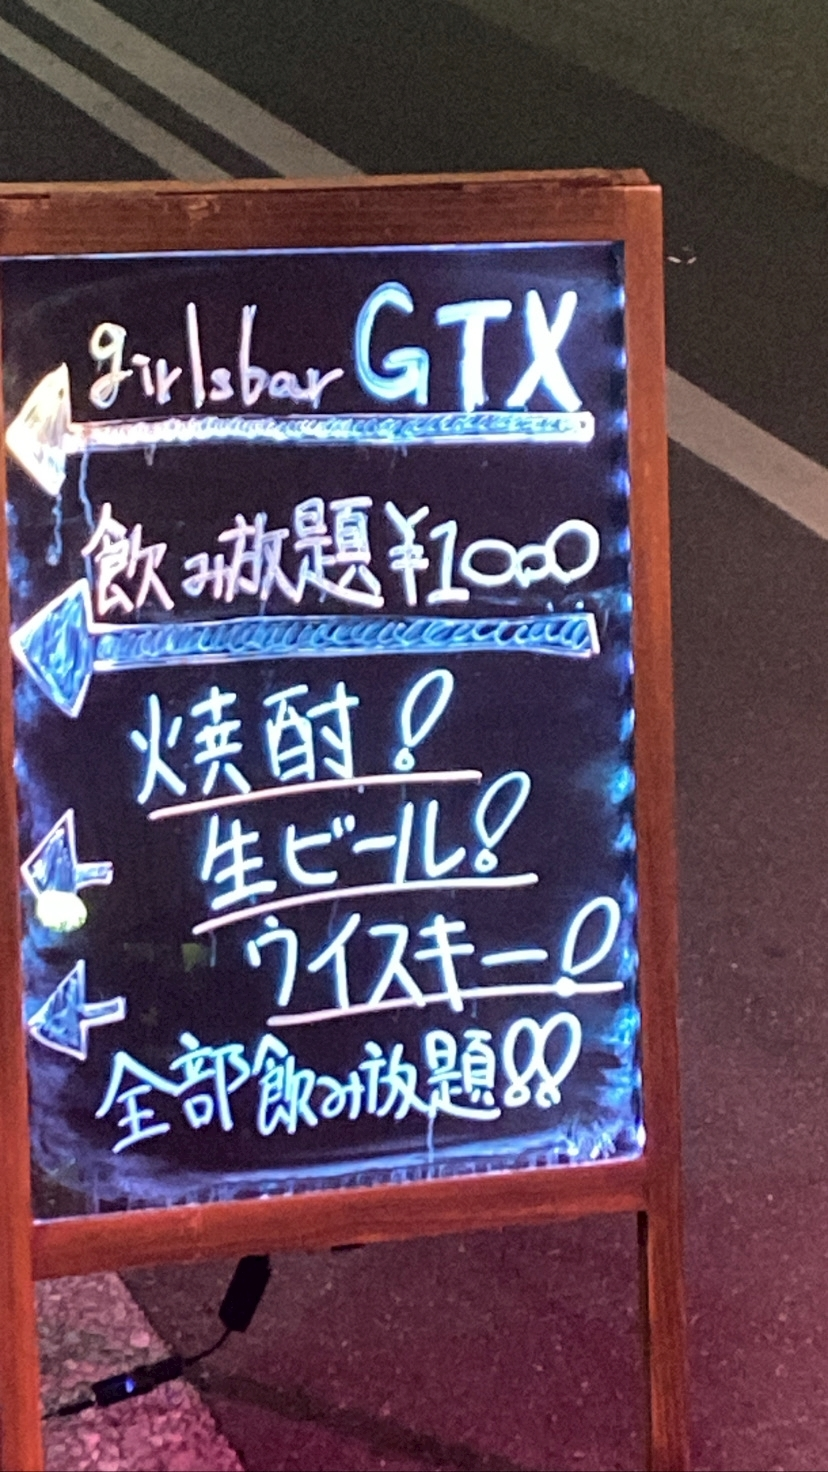 girlsbar GTX
飲み放題¥1000
焼酎!
生ビール!
ウイスキー!
全部飲み放題!!